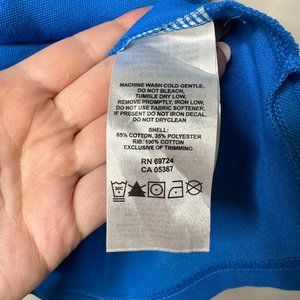 MACHINE WASH COLD GENTLE,
DO NOT BLEACH,
TUMBLE DRY LOW,
REMOVE PROMPTLY, IRON LOW.
DO NOT USE FABRIC SOFTENER,
IF PRESENT DO NOT IRON DECAL,
DO NOT DRYCLEAN
SHELL:
65% COTTON, 35% POLYESTER
RIB: 100% COTTON
EXCLUSIVE OF TRIMMING
RN 69724
CA 05367
30C